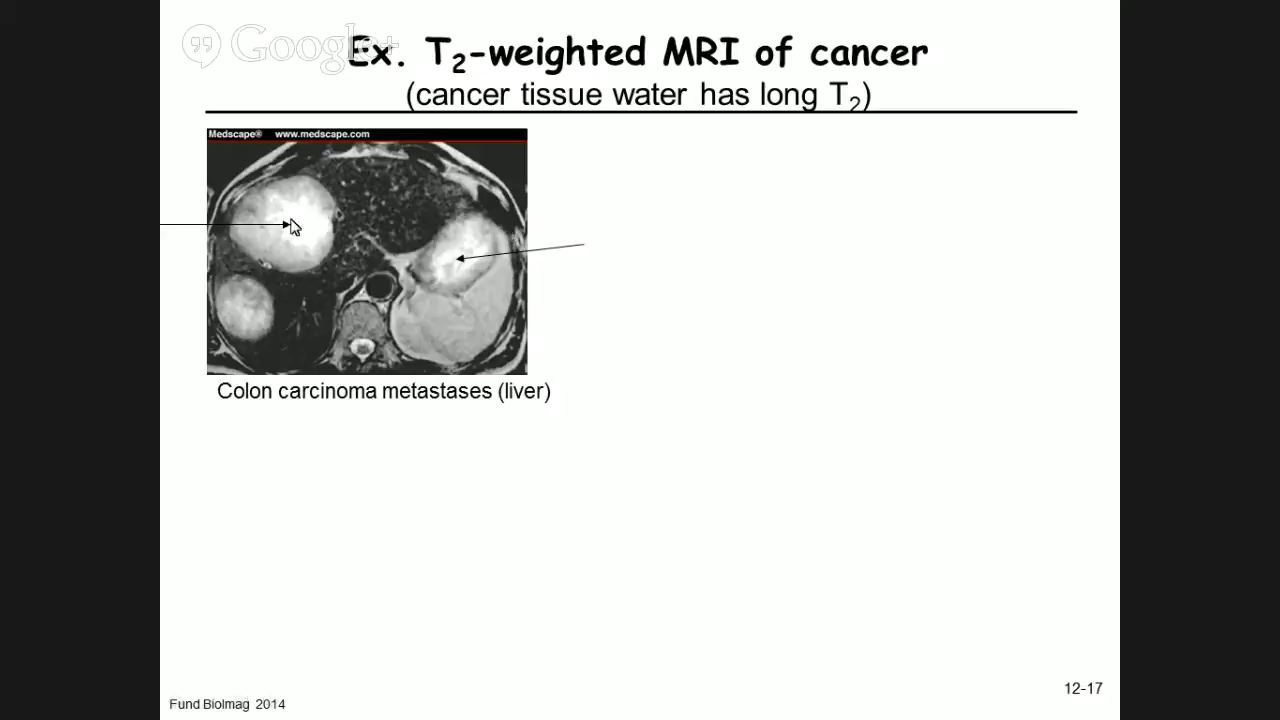 Google+
Ex. T2-weighted MRI of cancer
(cancer tissue water has long T2)
Medscape® www.medscape.com
Colon carcinoma metastases (liver)
12-17
Fund BioImag 2014